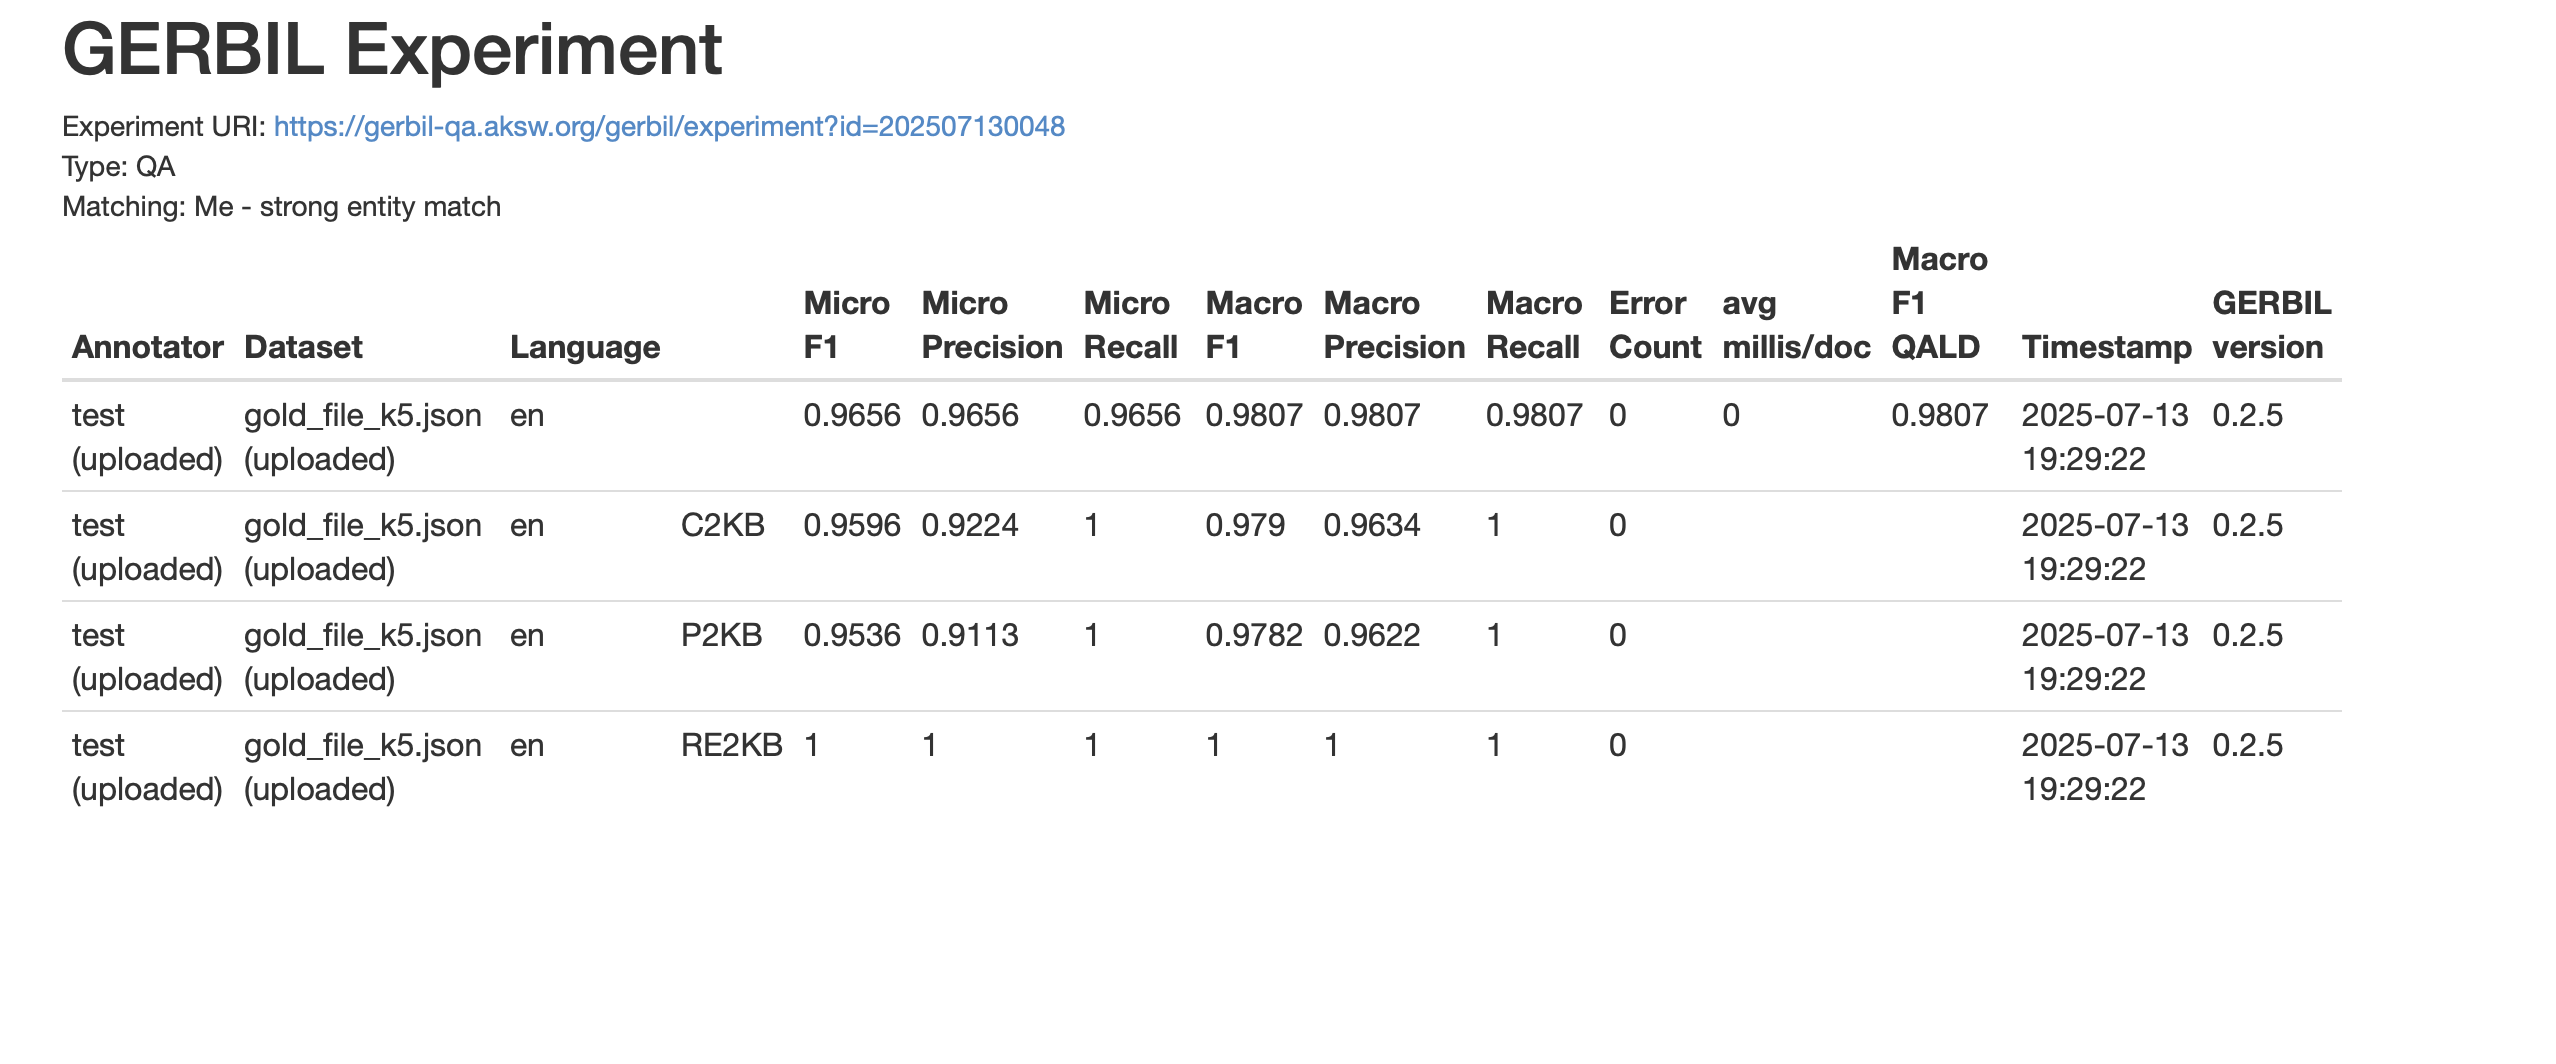 GERBIL Experiment
Experiment URI: https://gerbil-qa.aksw.org/gerbil/experiment?id=202507130048
Type: QA
Matching: Me - strong entity match
Annotator Dataset Language Micro F1 Micro Precision Micro Recall Macro F1 Macro Precision Macro Recall Error Count avg millis/doc Macro F1 QALD Timestamp GERBIL version
test (uploaded) gold_file_k5.json (uploaded) en 0.9656 0.9656 0.9656 0.9807 0.9807 0.9807 0 0 0.9807 2025-07-13 19:29:22 0.2.5
test (uploaded) gold_file_k5.json (uploaded) en C2KB 0.9596 0.9224 1 0.979 0.9634 1 0 2025-07-13 19:29:22 0.2.5
test (uploaded) gold_file_k5.json (uploaded) en P2KB 0.9536 0.9113 1 0.9782 0.9622 1 0 2025-07-13 19:29:22 0.2.5
test (uploaded) gold_file_k5.json (uploaded) en RE2KB 1 1 1 1 1 1 0 2025-07-13 19:29:22 0.2.5